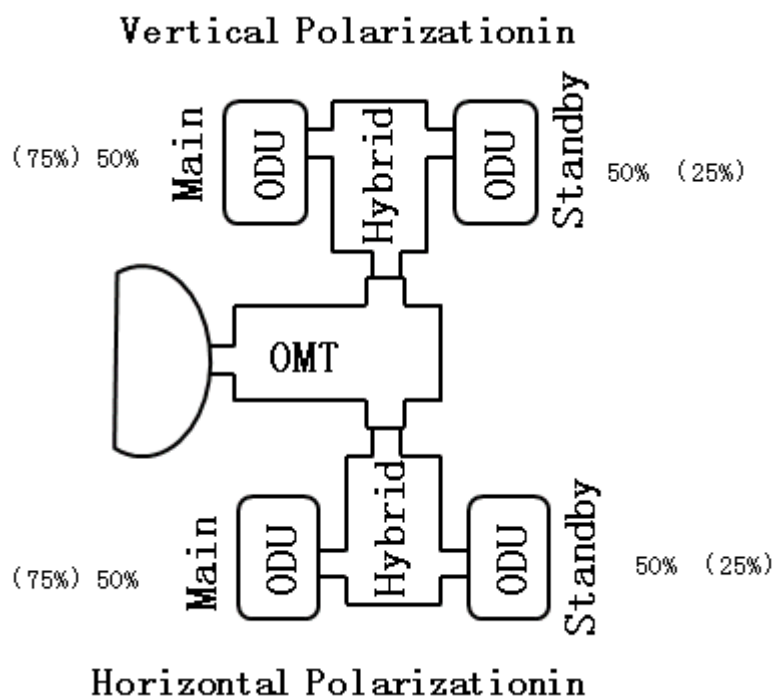 Vertical Polarizationin
(75%) 50%
Main
ODU
Hybrid
ODU
Standby
50% (25%)
OMT
(75%) 50%
Main
ODU
Hybrid
ODU
Standby
50% (25%)
Horizontal Polarizationin